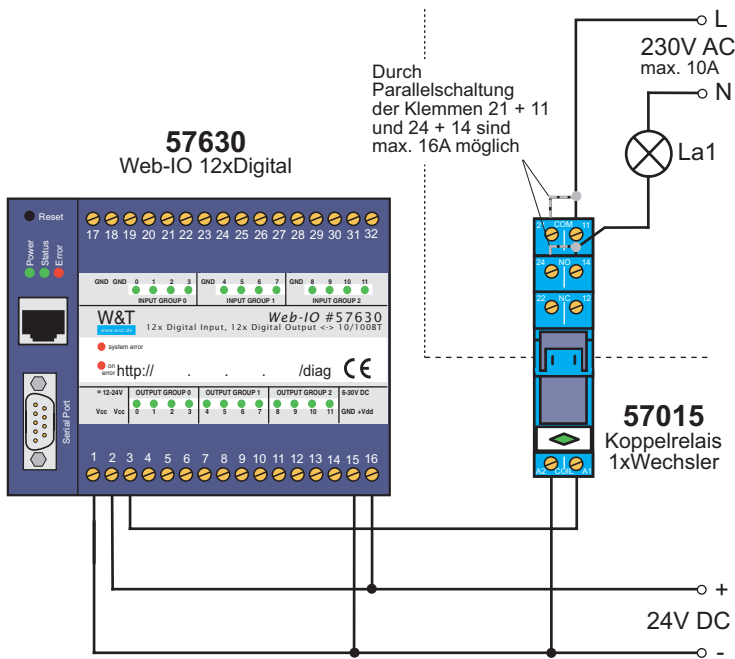 L
230V AC
max. 10A
N
La1
Durch
Parallelschaltung
der Klemmen 21 + 11
und 24 + 14 sind
max. 16A möglich
57630
Web-IO 12xDigital
Reset
Power
Status
Error
17 18 19 20 21 22 23 24 25 26 27 28 29 30 31 32
GND GND 0 1 2 3 GND 4 5 6 7 GND 8 9 10 11
INPUT GROUP 0 INPUT GROUP 1 INPUT GROUP 2
W&T
www.wut.de
Web-IO #57630
12x Digital Input, 12x Digital Output <-> 10/100BT
system error
on error
http:// . . . /diag CE
Serial Port
= 12-24V OUTPUT GROUP 0 OUTPUT GROUP 1 OUTPUT GROUP 2 6-30V DC
Vcc Vcc 0 1 2 3 4 5 6 7 8 9 10 11 GND +Vdd
1 2 3 4 5 6 7 8 9 10 11 12 13 14 15 16
21 COM 11
24 NO 14
22 NC 12
A2 COIL A1
57015
Koppelrelais
1xWechsler
+
24V DC
-